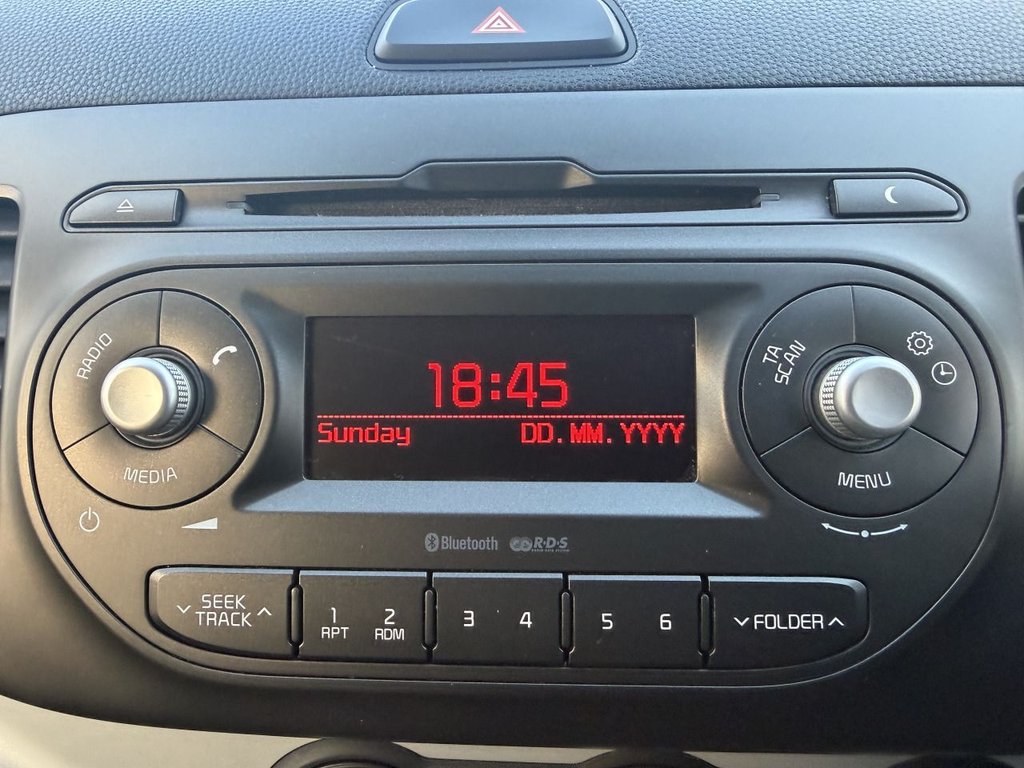 RADIO
MEDIA
18:45
Sunday DD.MM.YYYY
TA
SCAN
MENU
Bluetooth R·D·S
SEEK
TRACK
1 2
RPT RDM
3 4
5 6
FOLDER